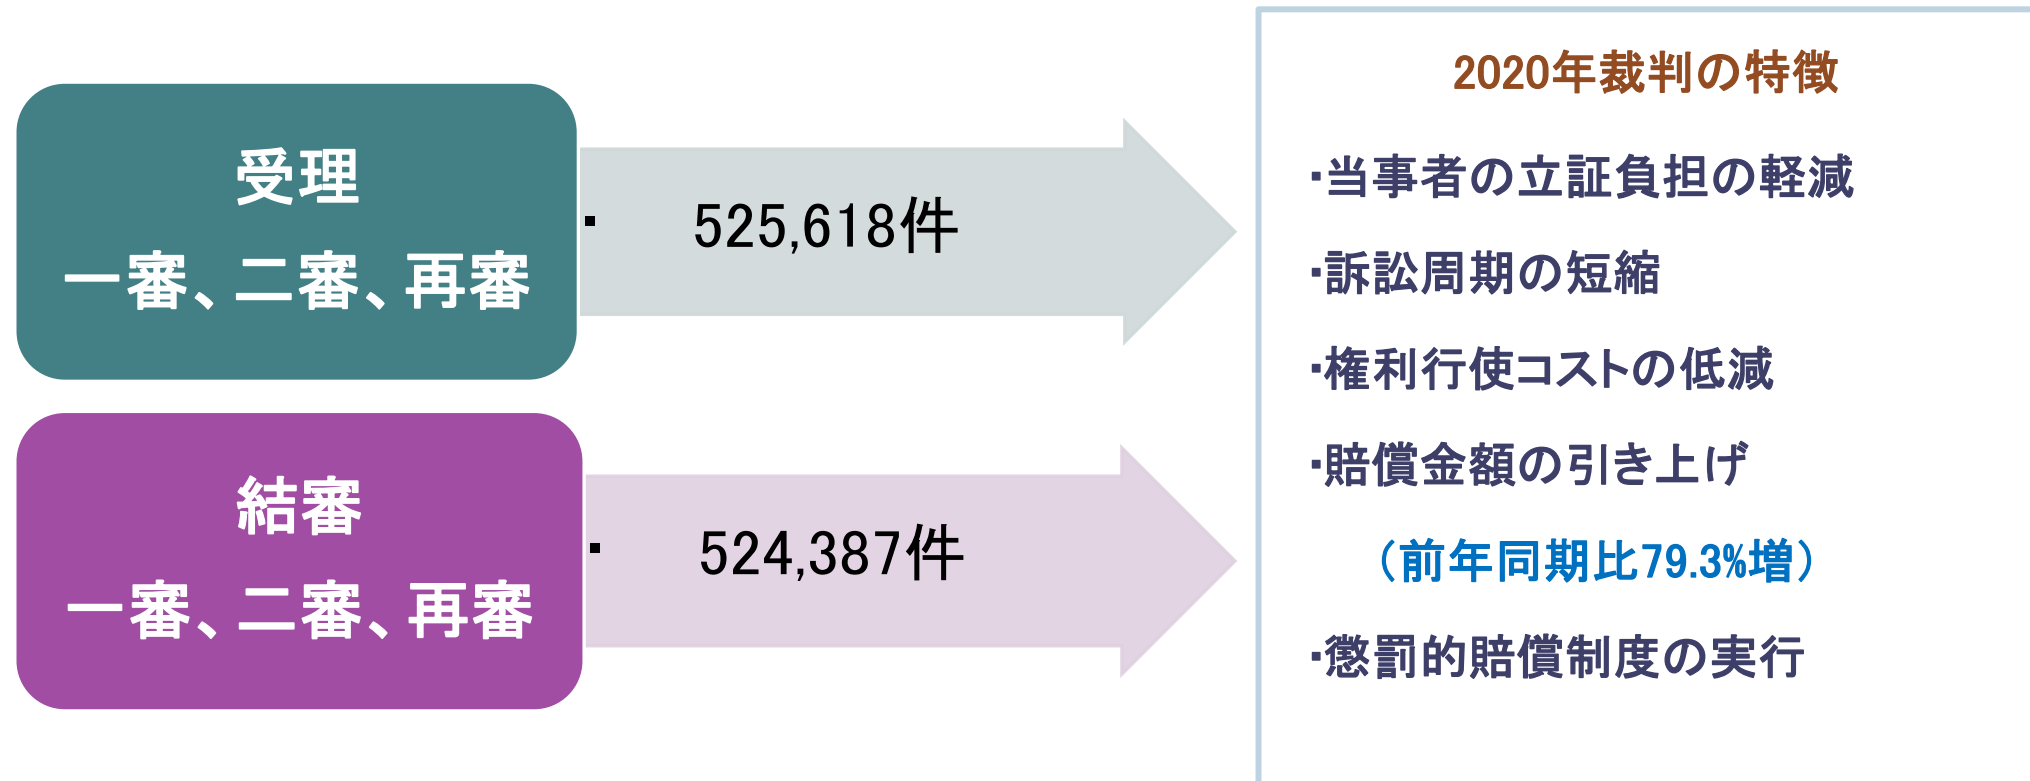 受理
一審、二審、再審
▪ 525,618件
結審
一審、二審、再審
▪ 524,387件
2020年裁判の特徴
・当事者の立証負担の軽減
・訴訟周期の短縮
・権利行使コストの低減
・賠償金額の引き上げ
（前年同期比79.3%増）
・懲罰的賠償制度の実行